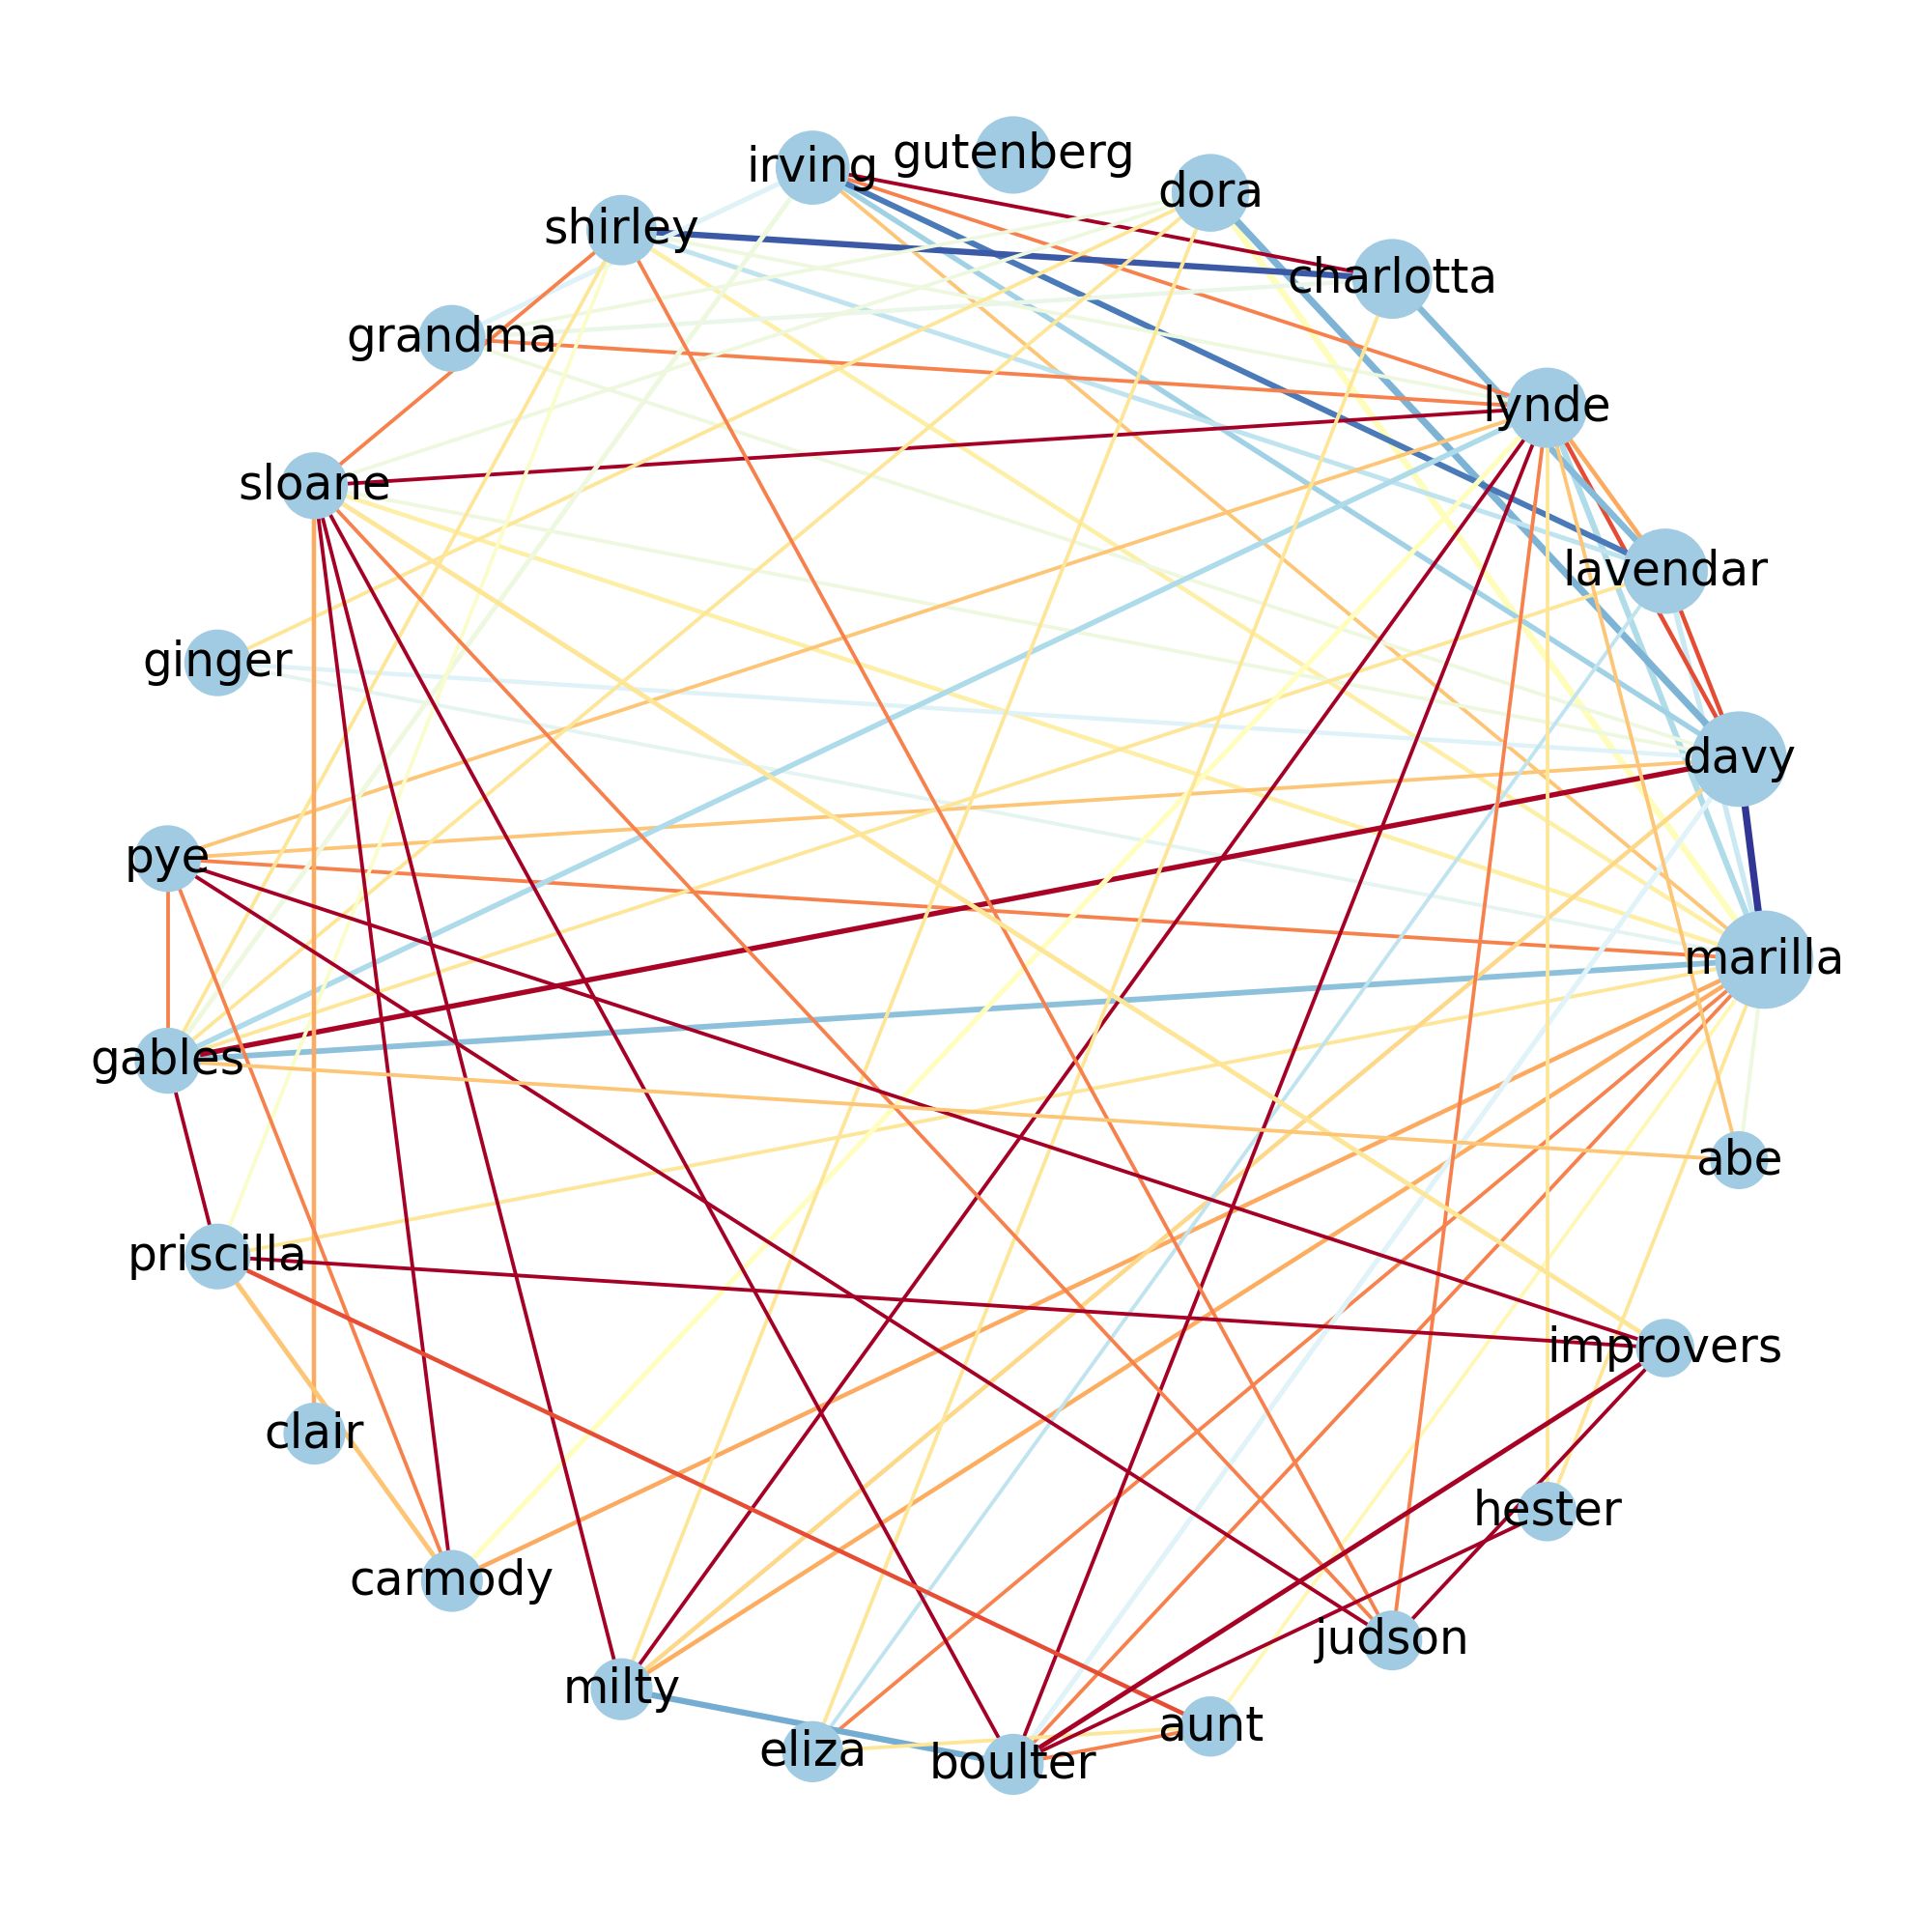 gutenberg
irving
dora
shirley
charlotta
grandma
lynde
sloane
lavendar
ginger
davy
pye
marilla
gables
abe
priscilla
improvers
clair
hester
carmody
judson
milty
aunt
eliza
boulter